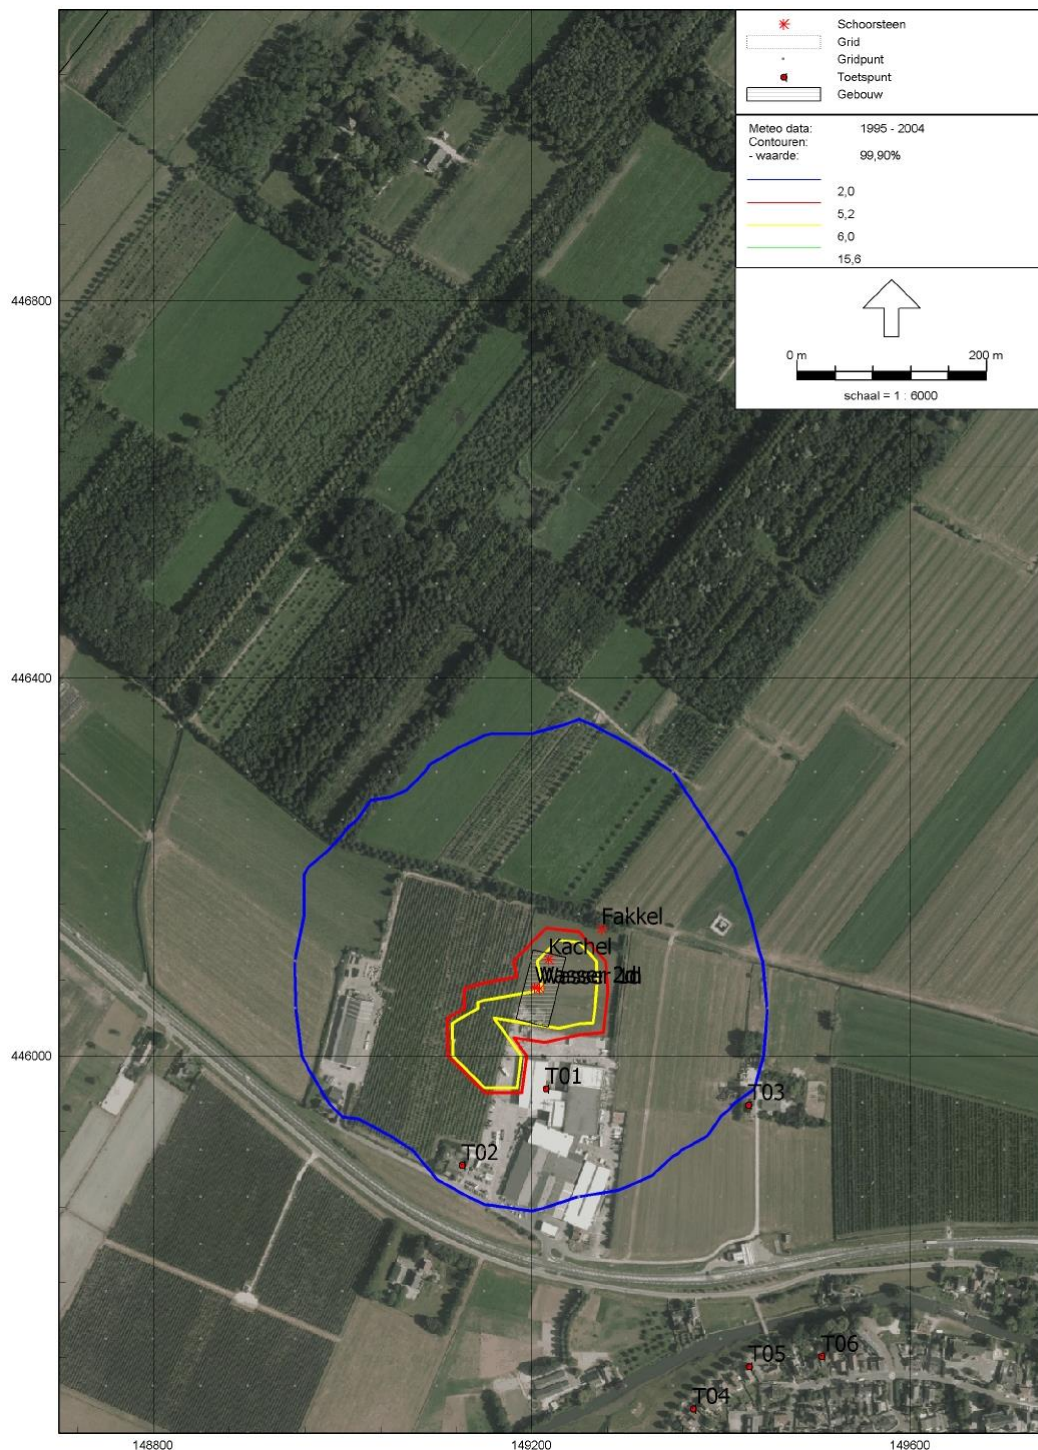 Schoorsteen
Grid
Gridpunt
Toetspunt
Gebouw
Meteo data: 1995 - 2004
Contouren:
- waarde: 99,90%
2,0
5,2
6,0
15,6
0 m 200 m
schaal = 1 : 6000
446800
446400
Fakkel
Kachel
446000
T01
T03
T02
T06
T05
T04
148800 149200 149600